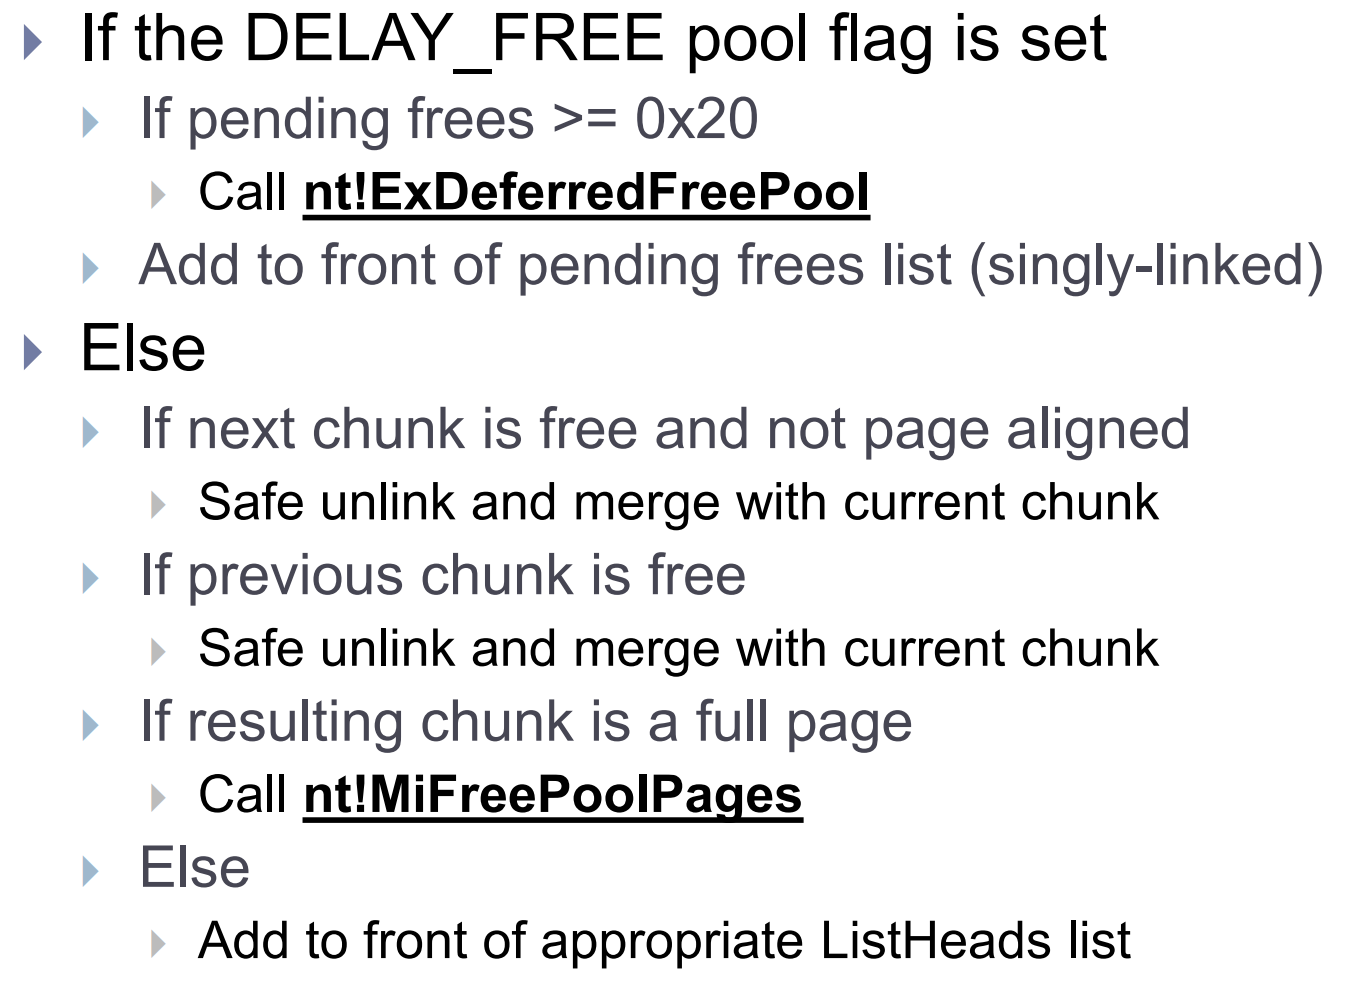 If the DELAY_FREE pool flag is set
If pending frees >= 0x20
Call nt!ExDeferredFreePool
Add to front of pending frees list (singly-linked)
Else
If next chunk is free and not page aligned
Safe unlink and merge with current chunk
If previous chunk is free
Safe unlink and merge with current chunk
If resulting chunk is a full page
Call nt!MiFreePoolPages
Else
Add to front of appropriate ListHeads list